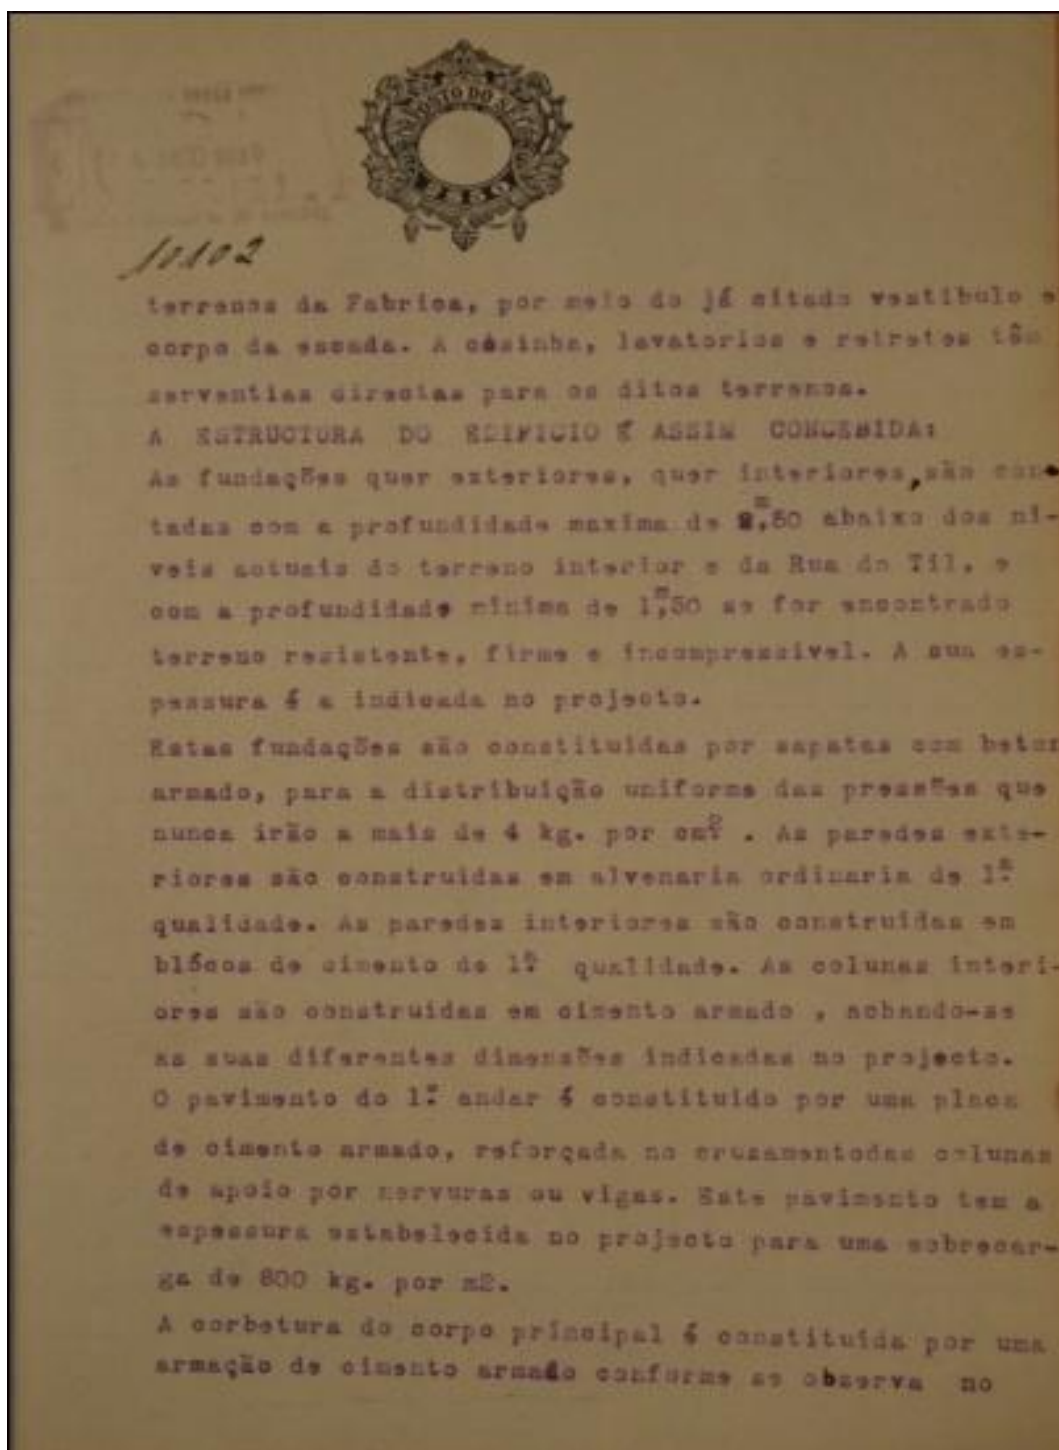 IMPOSTO DO SELO
10102
terrenos da Fabrica, por meio do já citado vestibulo e
corpo da escada. A cósinha, lavatorios e retretes têm
serventias directas para os ditos terrenos.
A ESTRUCTURA DO EDIFICIO É ASSIM CONCEBIDA:
As fundações quer exteriores, quer interiores, são
tadas com a profundidade maxima de 2,m50 abaixo dos ni-
veis actuais do terreno interior e da Rua do Til, e
com a profundidade minima de 1,m50 se for encontrado
terreno resistente, firme e incompressivel. A sua es-
pessura é a indicada no projecto.
Estas fundações são constituidas por sapatas com beton
armado, para a distribuição uniforme das pressões que
nunca irão a mais de 4 kg. por cm2 . As paredes exte-
riores são construidas em alvenaria ordinaria de 1.ª
qualidade. As paredes interiores são construidas em
blócos de cimento de 1.ª qualidade. As colunas interi-
ores são construidas em cimento armado , achando-se
as suas diferentes dimensões indicadas no projecto.
O pavimento do 1.º andar é constituido por uma placa
de cimento armado, reforçada no cruzamentodas colunas
de apoio por nervuras ou vigas. Este pavimento tem a
espessura estabelecida no projecto para uma sobrecar-
ga de 800 kg. por m2.
A corbetura do corpo principal é constituida por uma
armação de cimento armado conforme se observa no